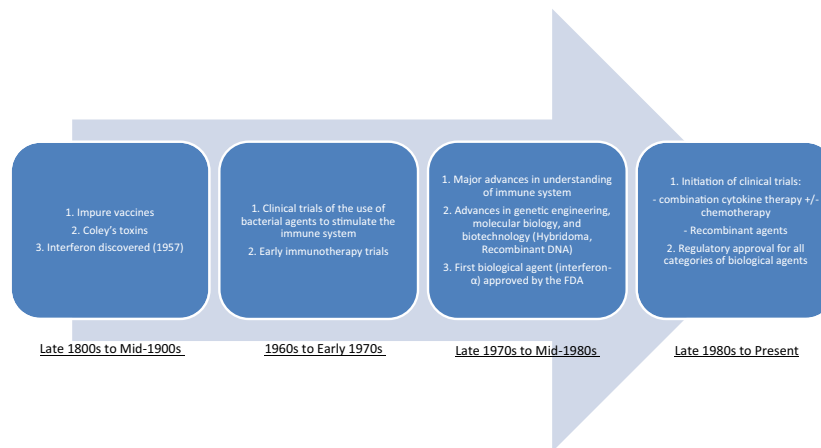 1. Impure vaccines
2. Coley's toxins
3. Interferon discovered (1957)
Late 1800s to Mid-1900s
1. Clinical trials of the use of
bacterial agents to stimulate the
immune system
2. Early immunotherapy trials
1960s to Early 1970s
1. Major advances in understanding
of immune system
2. Advances in genetic engineering,
molecular biology, and
biotechnology (Hybridoma,
Recombinant DNA)
3. First biological agent (interferon-
α) approved by the FDA
Late 1970s to Mid-1980s
1. Initiation of clinical trials:
- combination cytokine therapy +/-
chemotherapy
- Recombinant agents
2. Regulatory approval for all
categories of biological agents
Late 1980s to Present